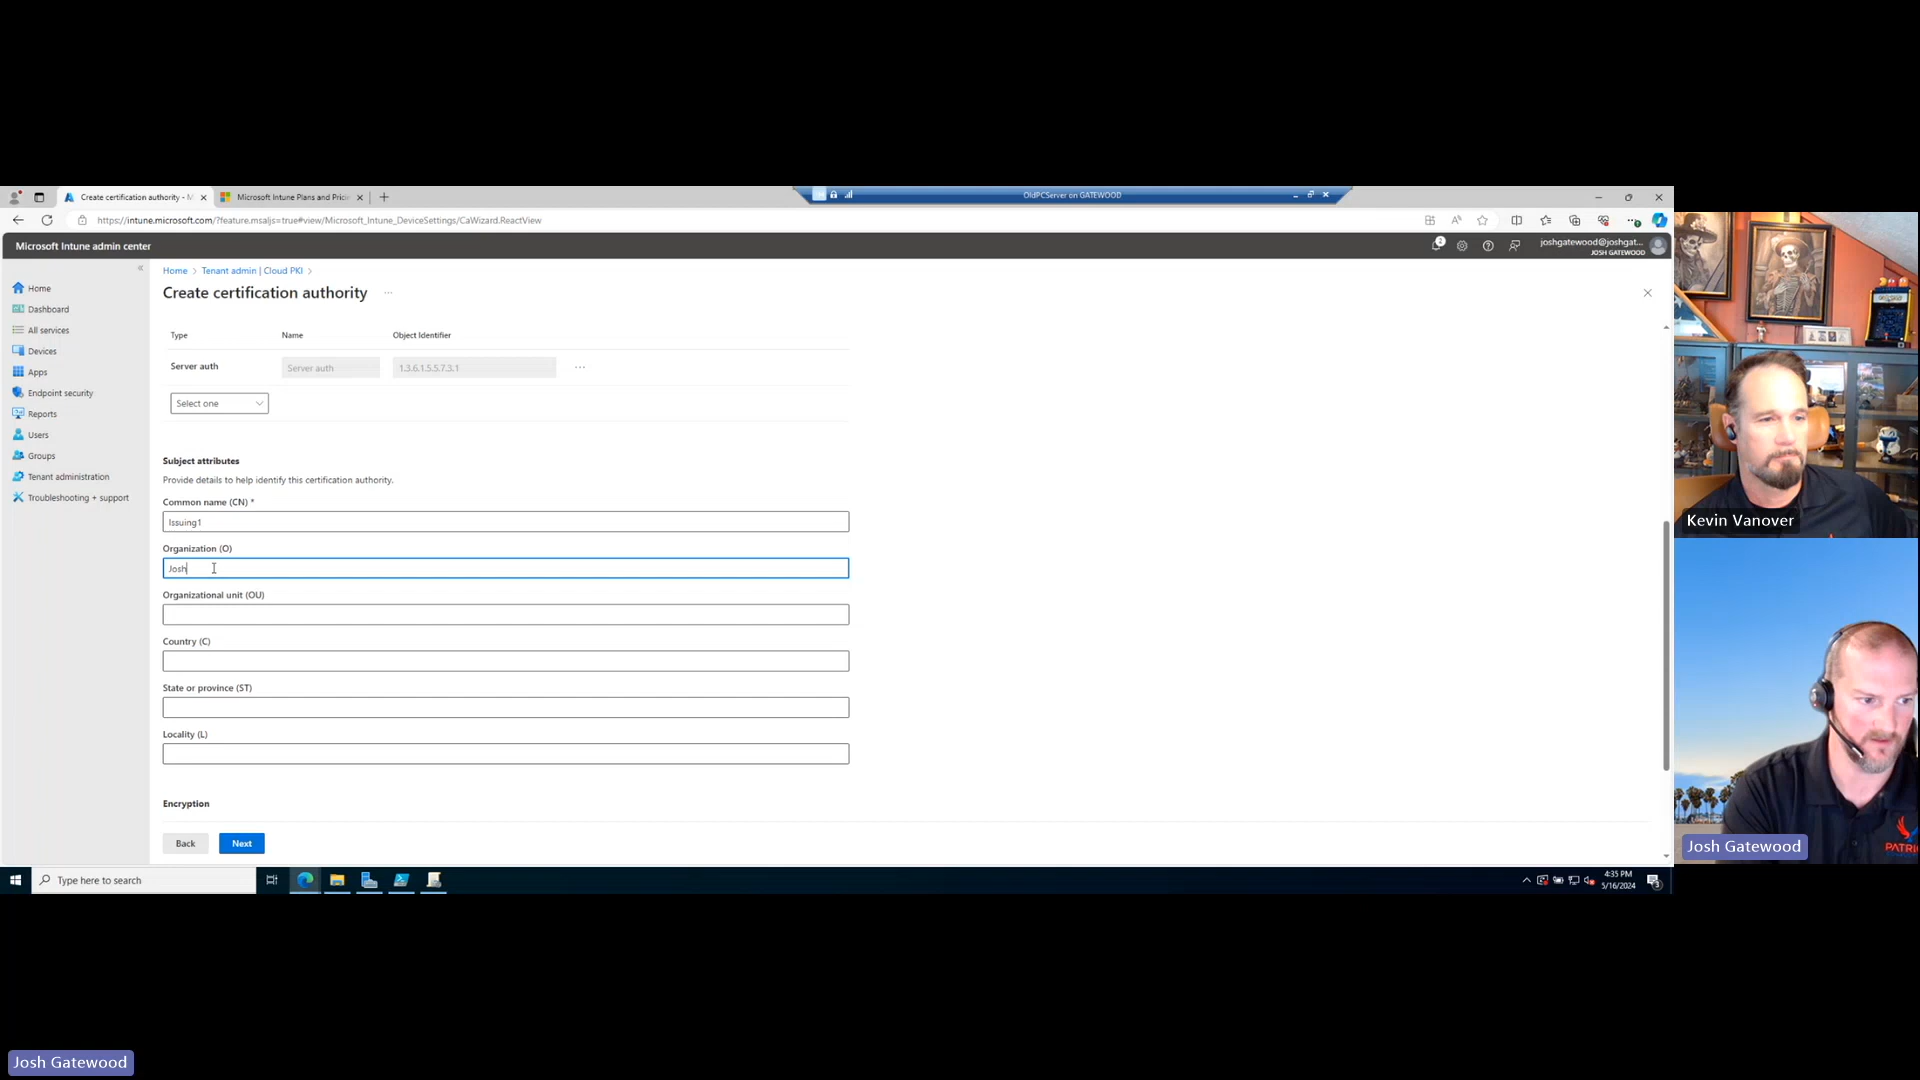 Create certification authority - M
Microsoft Intune Plans and Prici
OldPCServer on GATEWOOD
https://intune.microsoft.com/?feature.msaljs=true#view/Microsoft_Intune_DeviceSettings/CaWizard.ReactView
Microsoft Intune admin center
2
joshgatewood@joshgat...
JOSH GATEWOOD
Home > Tenant admin | Cloud PKI >
Create certification authority ...
Home
Dashboard
All services
Devices
Apps
Endpoint security
Reports
Users
Groups
Tenant administration
Troubleshooting + support
Type Name Object Identifier
Server auth Server auth 1.3.6.1.5.5.7.3.1 ...
Select one
Subject attributes
Provide details to help identify this certification authority.
Common name (CN) *
Issuing1
Organization (O)
Josh
Organizational unit (OU)
Country (C)
State or province (ST)
Locality (L)
Encryption
Back Next
Type here to search
4:35 PM
5/16/2024
3
Kevin Vanover
PATRI
Josh Gatewood
Josh Gatewood